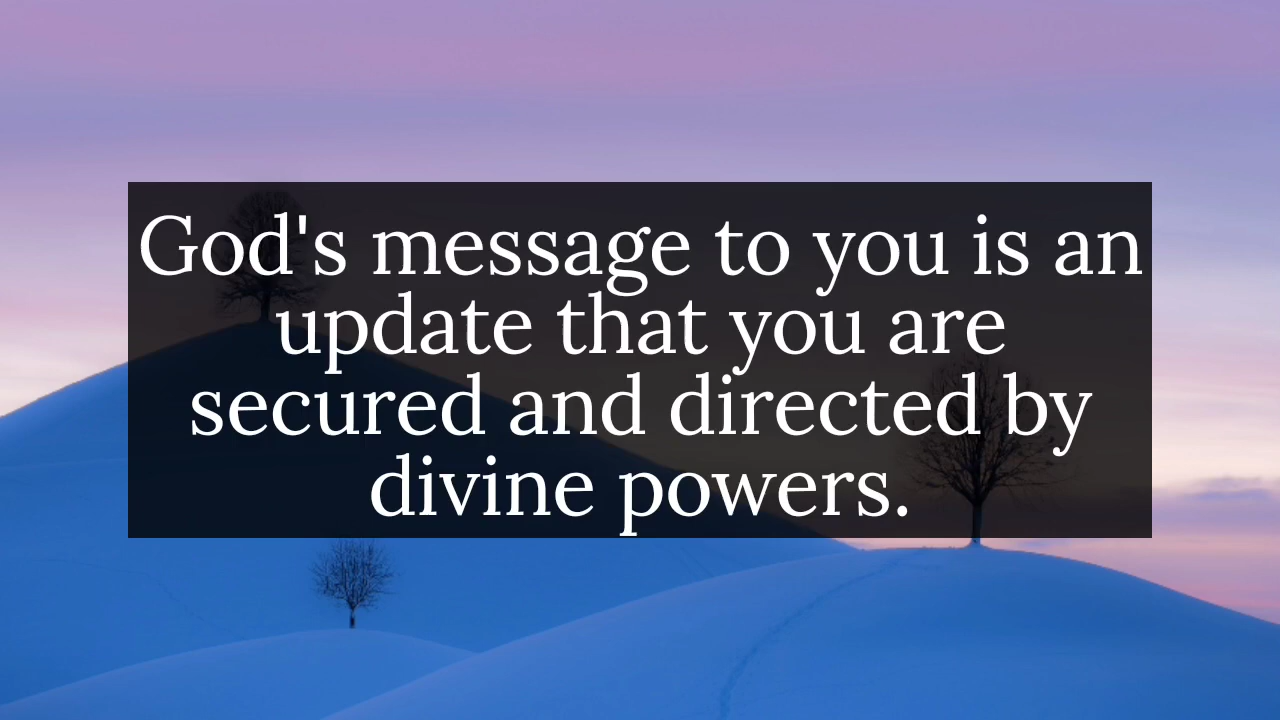 God's message to you is an
update that you are
secured and directed by
divine powers.